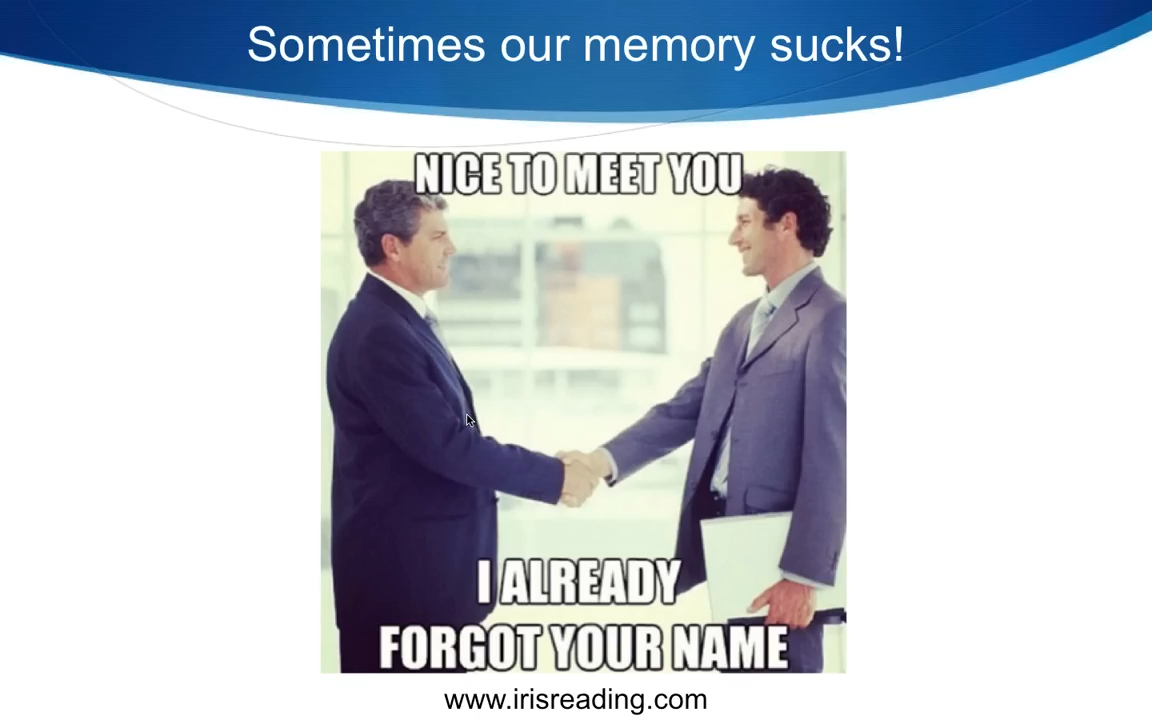 Sometimes our memory sucks!
NICE TO MEET YOU
I ALREADY
FORGOT YOUR NAME
www.irisreading.com